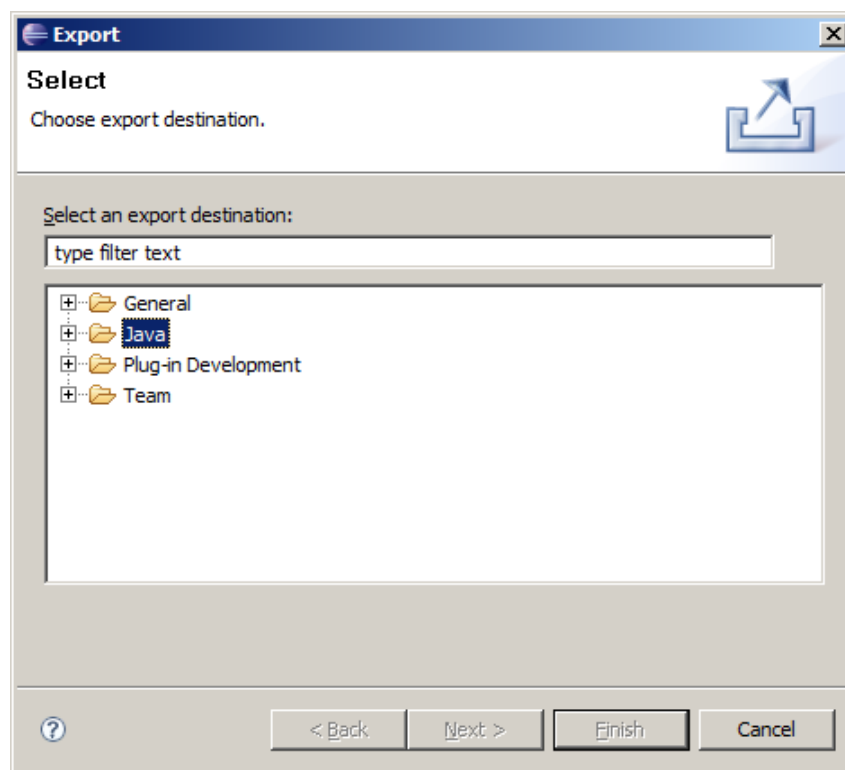 Export
Select
Choose export destination.
Select an export destination:
type filter text
General
Java
Plug-in Development
Team
< Back Next > Finish Cancel